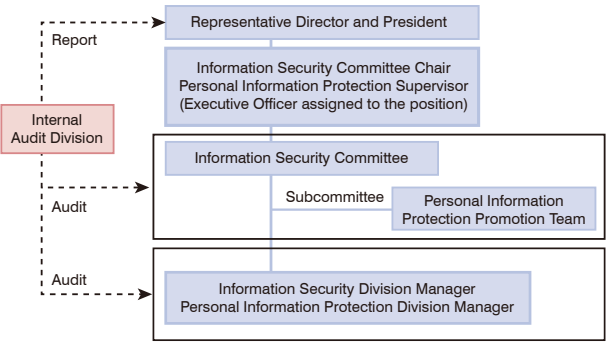 Representative Director and President
Report
Information Security Committee Chair
Personal Information Protection Supervisor
(Executive Officer assigned to the position)
Internal
Audit Division
Information Security Committee
Subcommittee
Personal Information
Protection Promotion Team
Audit
Audit
Information Security Division Manager
Personal Information Protection Division Manager